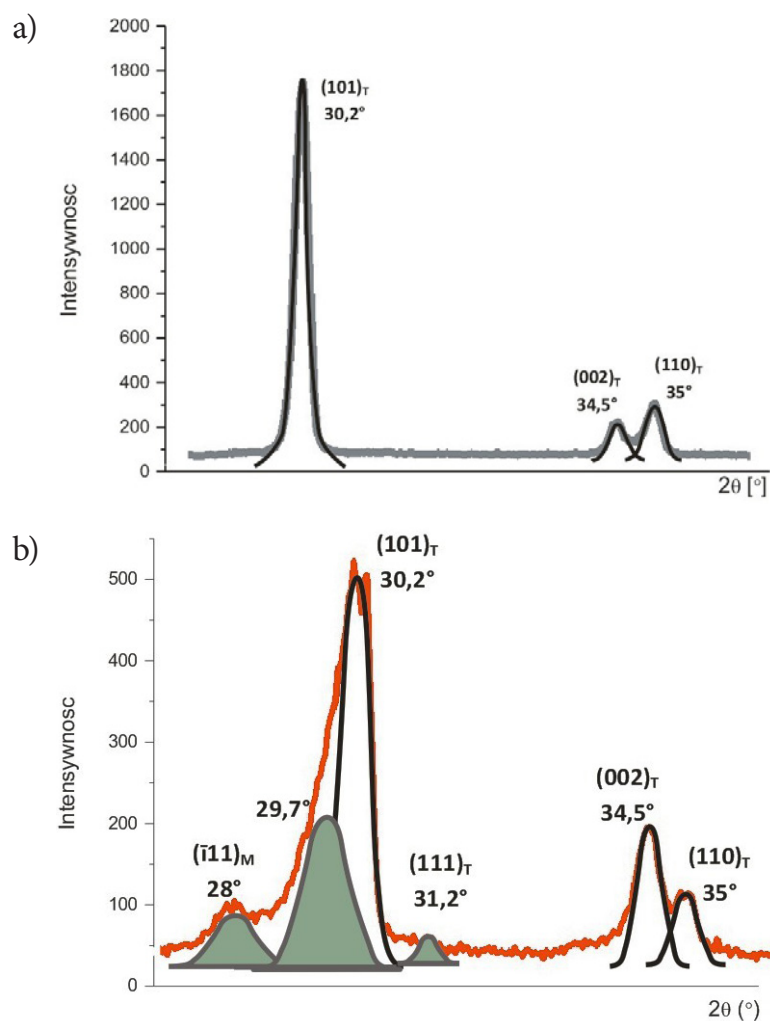 a)
2000
1800
1600
1400
1200
1000
800
600
400
200
0
Intensywnosc
(101)T
30,2°
(002)T
34,5°
(110)T
35°
2θ [°]
b)
500
400
300
200
100
0
Intensywnosc
(101)T
30,2°
29,7°
(ī11)M
28°
(111)T
31,2°
(002)T
34,5°
(110)T
35°
2θ (°)